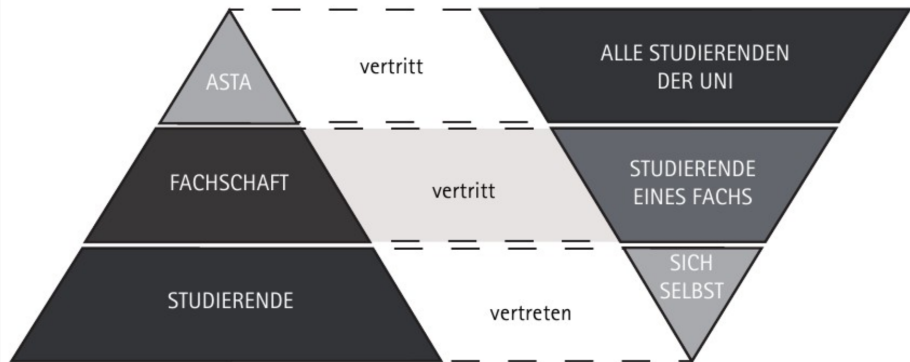 ASTA
vertritt
ALLE STUDIERENDEN
DER UNI
FACHSCHAFT
vertritt
STUDIERENDE
EINES FACHS
STUDIERENDE
vertreten
SICH
SELBST